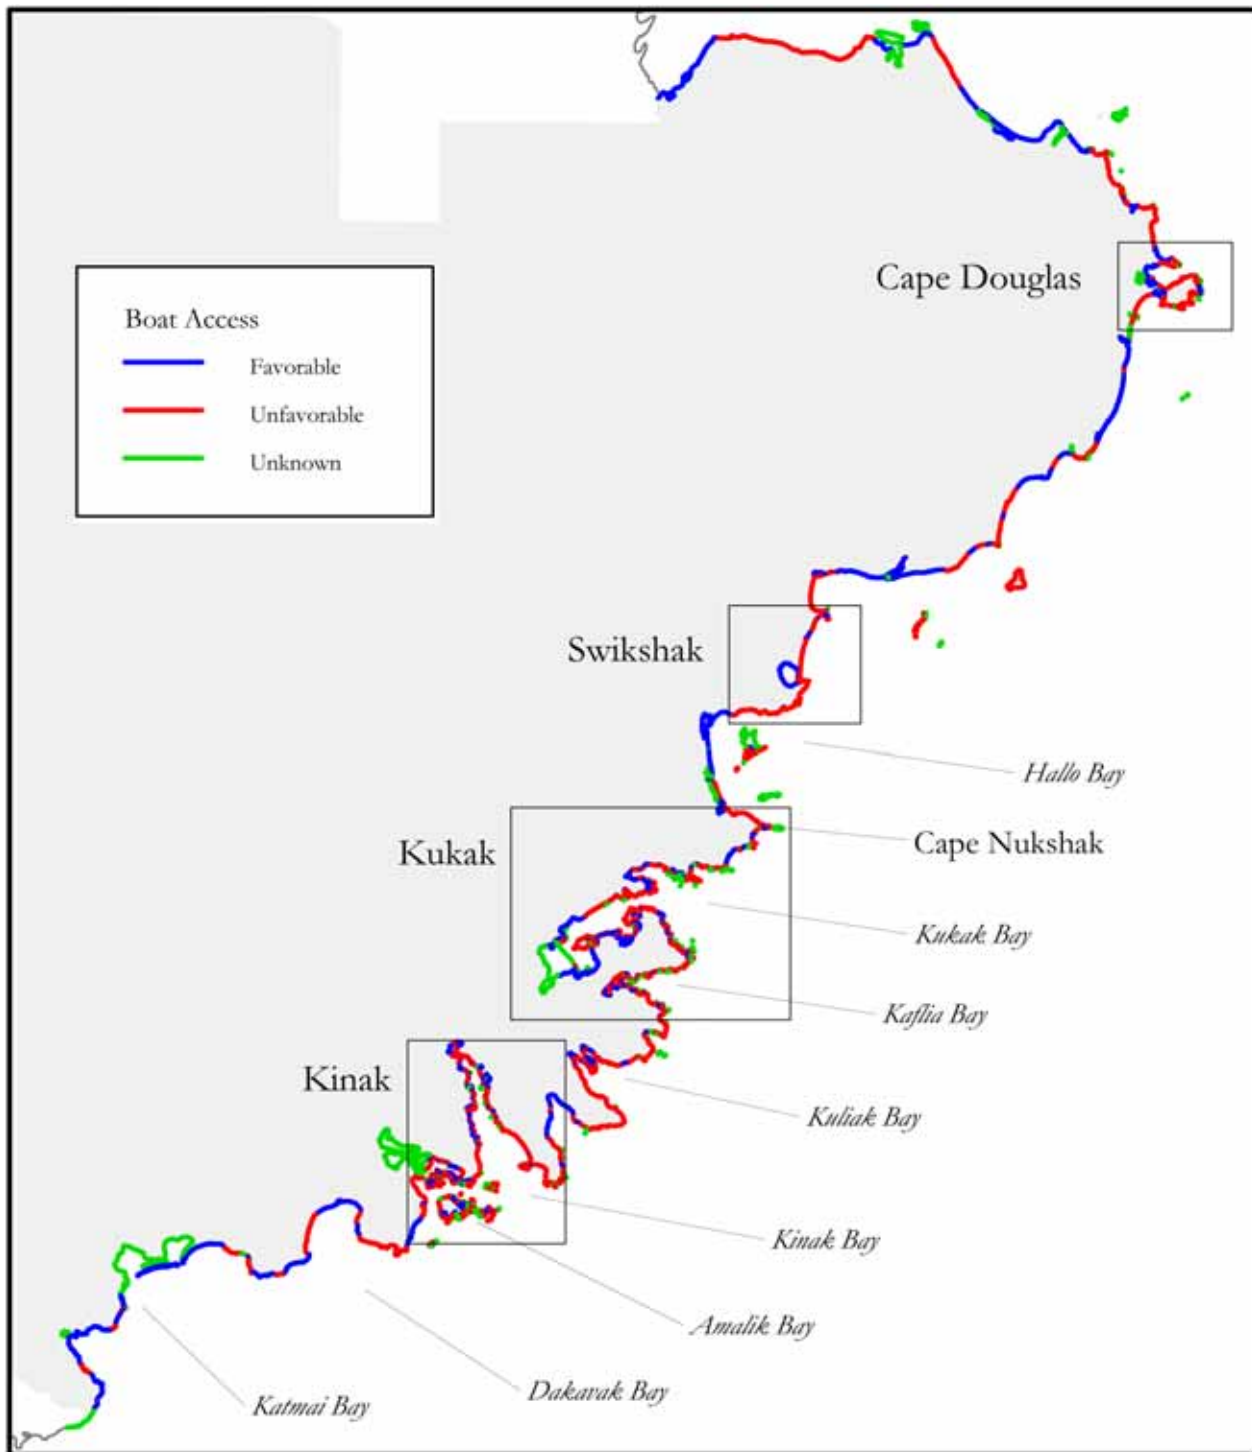 Cape Douglas
Boat Access
Favorable
Unfavorable
Unknown
Swikshak
Hallo Bay
Kukak
Cape Nukshak
Kukak Bay
Kaflia Bay
Kinak
Kuliak Bay
Kinak Bay
Amalik Bay
Dakavak Bay
Katmai Bay